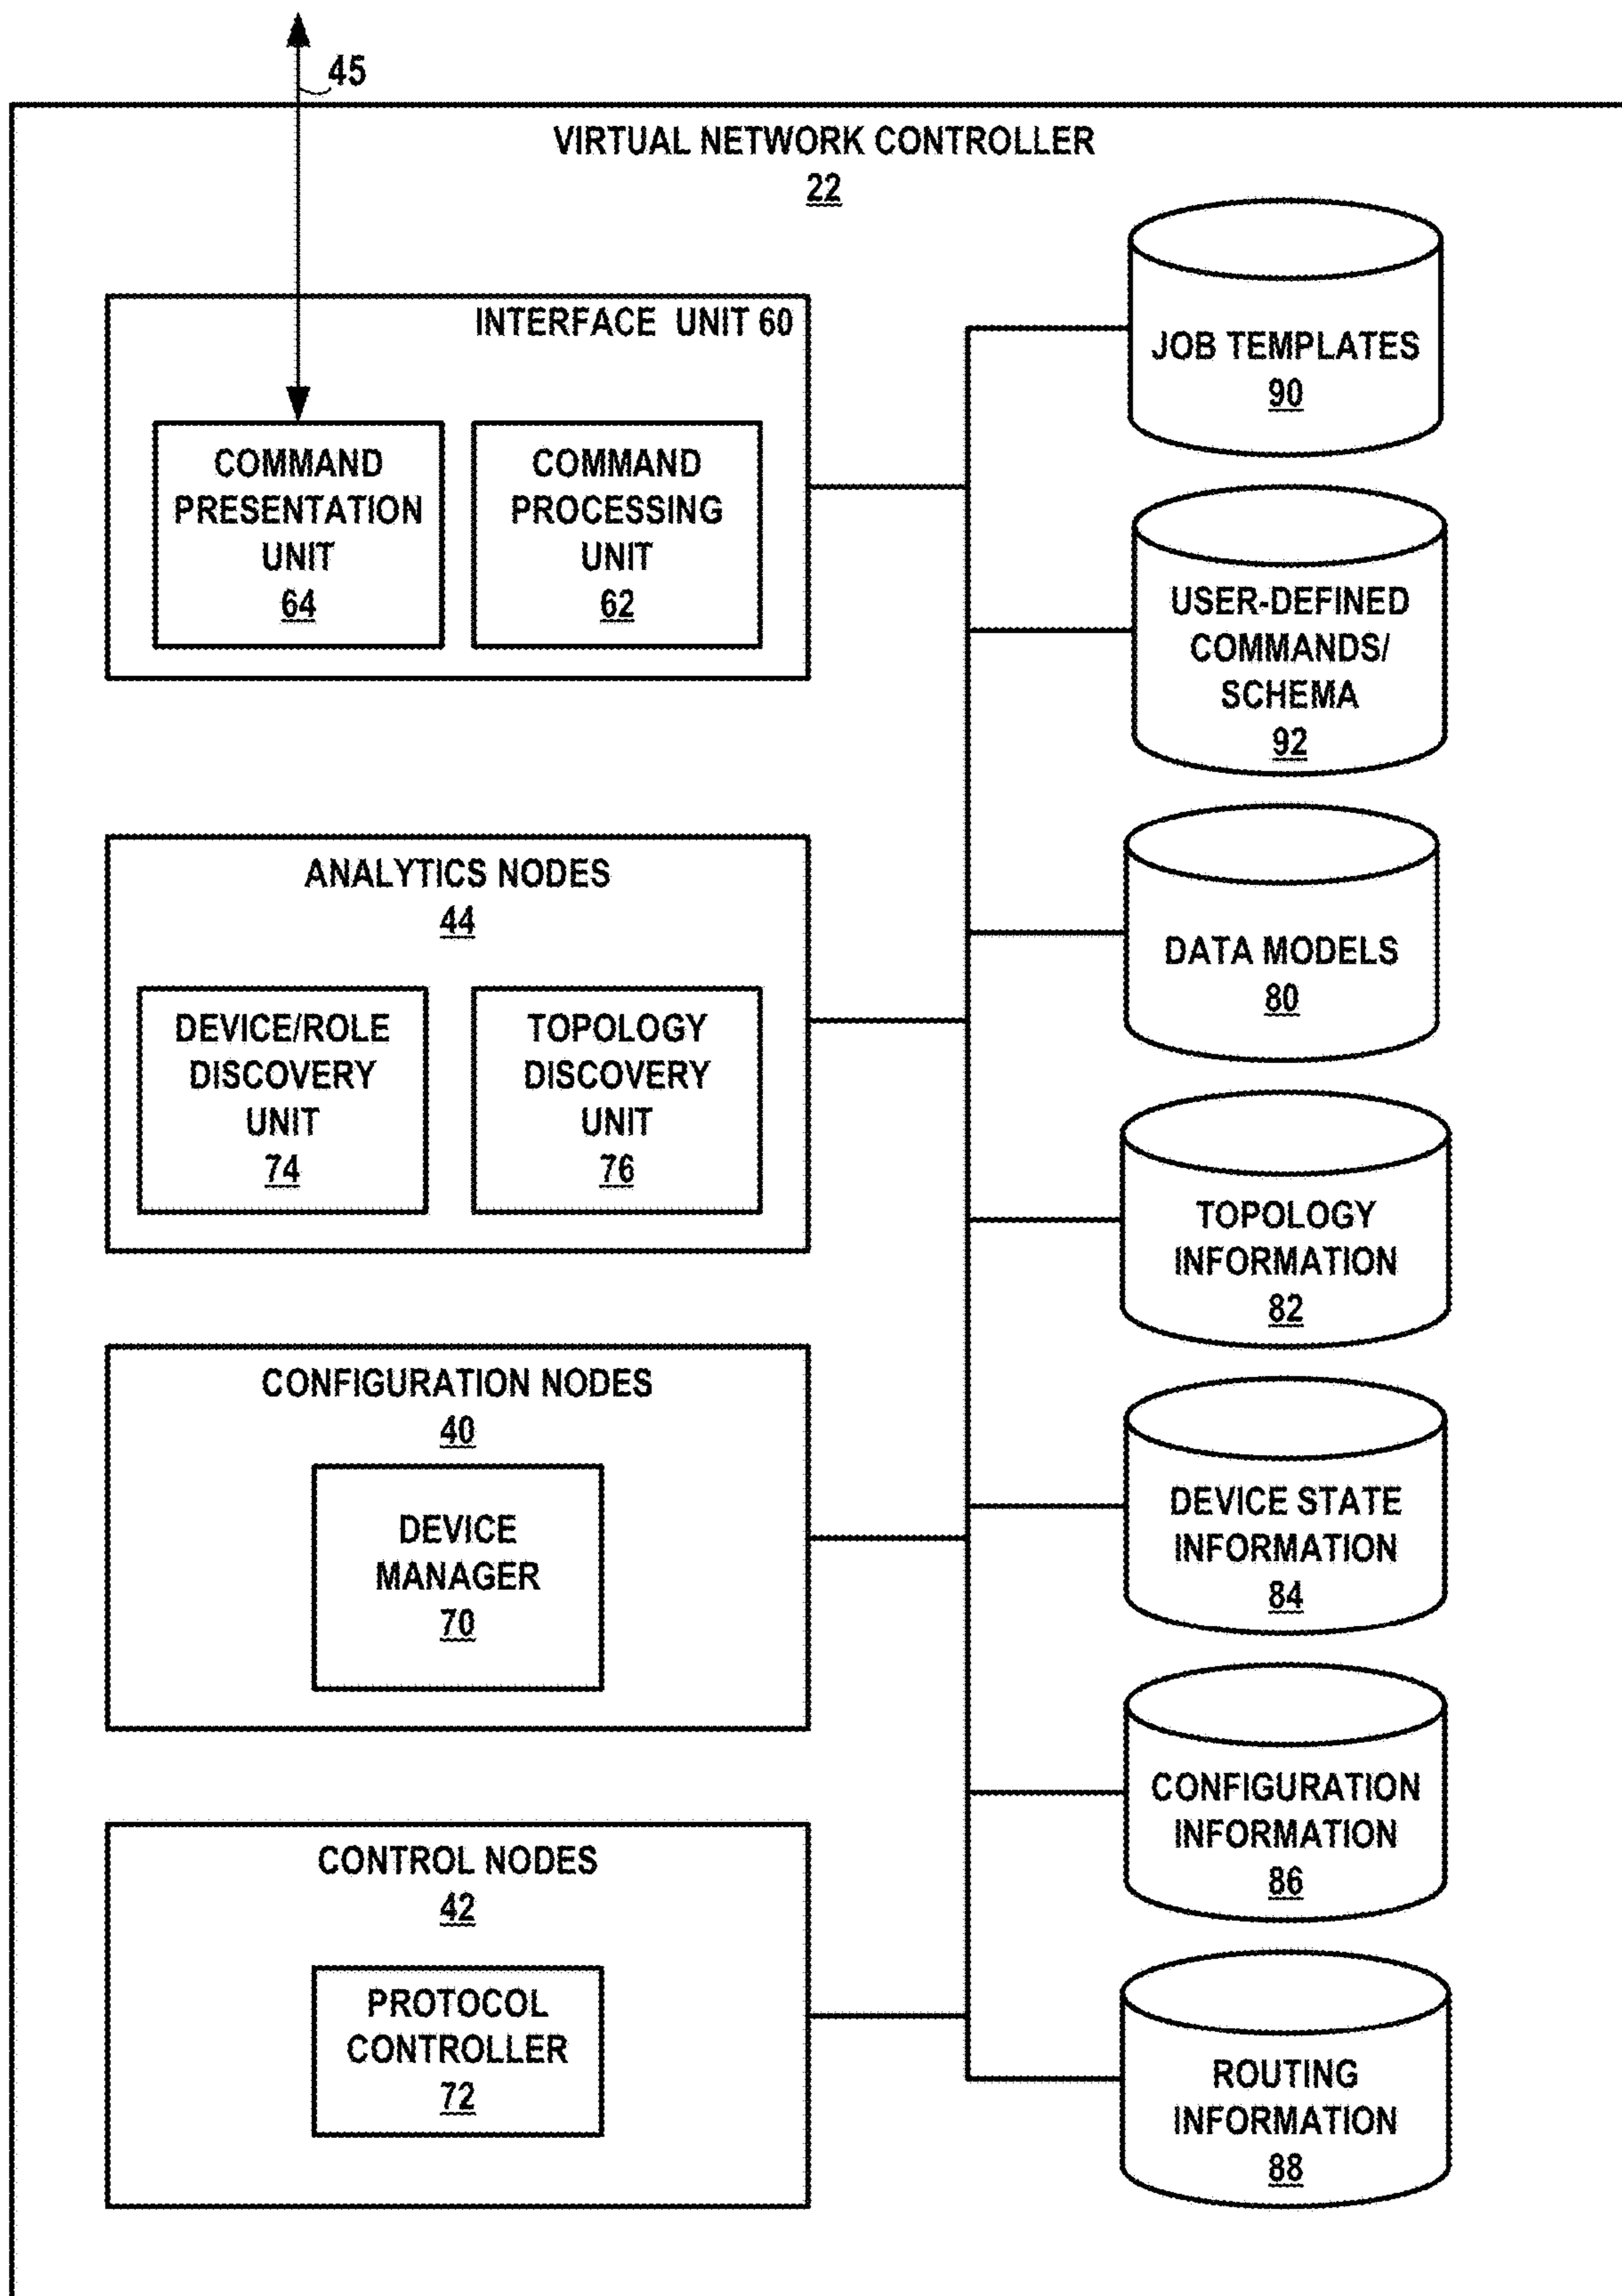 45
VIRTUAL NETWORK CONTROLLER
22
INTERFACE UNIT 60
COMMAND
PRESENTATION
UNIT
64
COMMAND
PROCESSING
UNIT
62
ANALYTICS NODES
44
DEVICE/ROLE
DISCOVERY
UNIT
74
TOPOLOGY
DISCOVERY
UNIT
76
CONFIGURATION NODES
40
DEVICE
MANAGER
70
CONTROL NODES
42
PROTOCOL
CONTROLLER
72
JOB TEMPLATES
90
USER-DEFINED
COMMANDS/
SCHEMA
92
DATA MODELS
80
TOPOLOGY
INFORMATION
82
DEVICE STATE
INFORMATION
84
CONFIGURATION
INFORMATION
86
ROUTING
INFORMATION
88